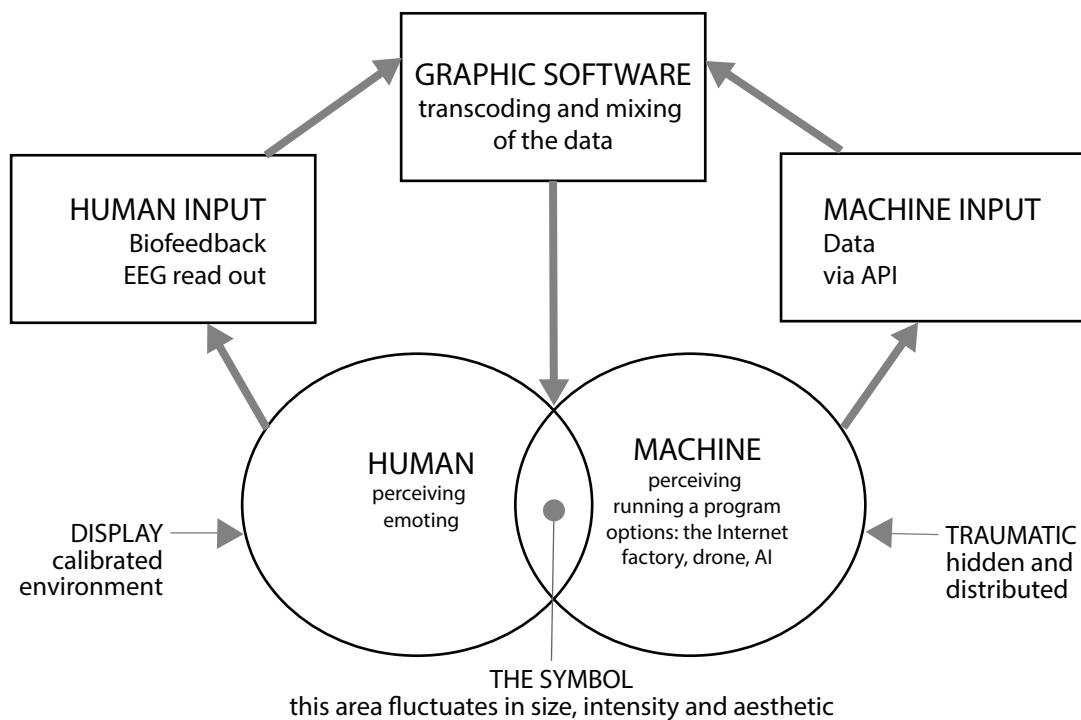 GRAPHIC SOFTWARE
transcoding and mixing
of the data
HUMAN INPUT
Biofeedback
EEG read out
MACHINE INPUT
Data
via API
HUMAN
perceiving
emoting
MACHINE
perceiving
running a program
options: the Internet
factory, drone, AI
DISPLAY
calibrated
environment
TRAUMATIC
hidden and
distributed
THE SYMBOL
this area fluctuates in size, intensity and aesthetic